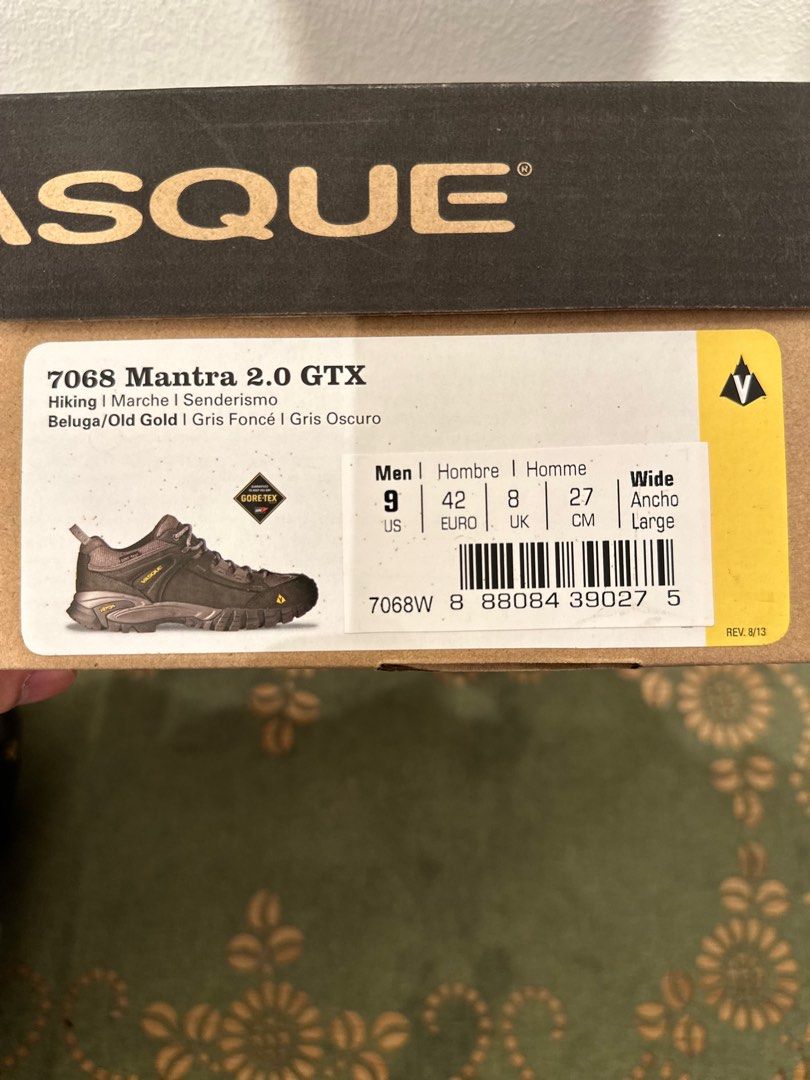 ASQUE®
7068 Mantra 2.0 GTX
Hiking | Marche | Senderismo
Beluga/Old Gold | Gris Foncé | Gris Oscuro
GORE-TEX
VASQUE
Men | Hombre | Homme
9 | 42 | 8 | 27 | Wide
US | EURO | UK | CM | Ancho
Large
7068W 8 88084 39027 5
V
REV. 8/13